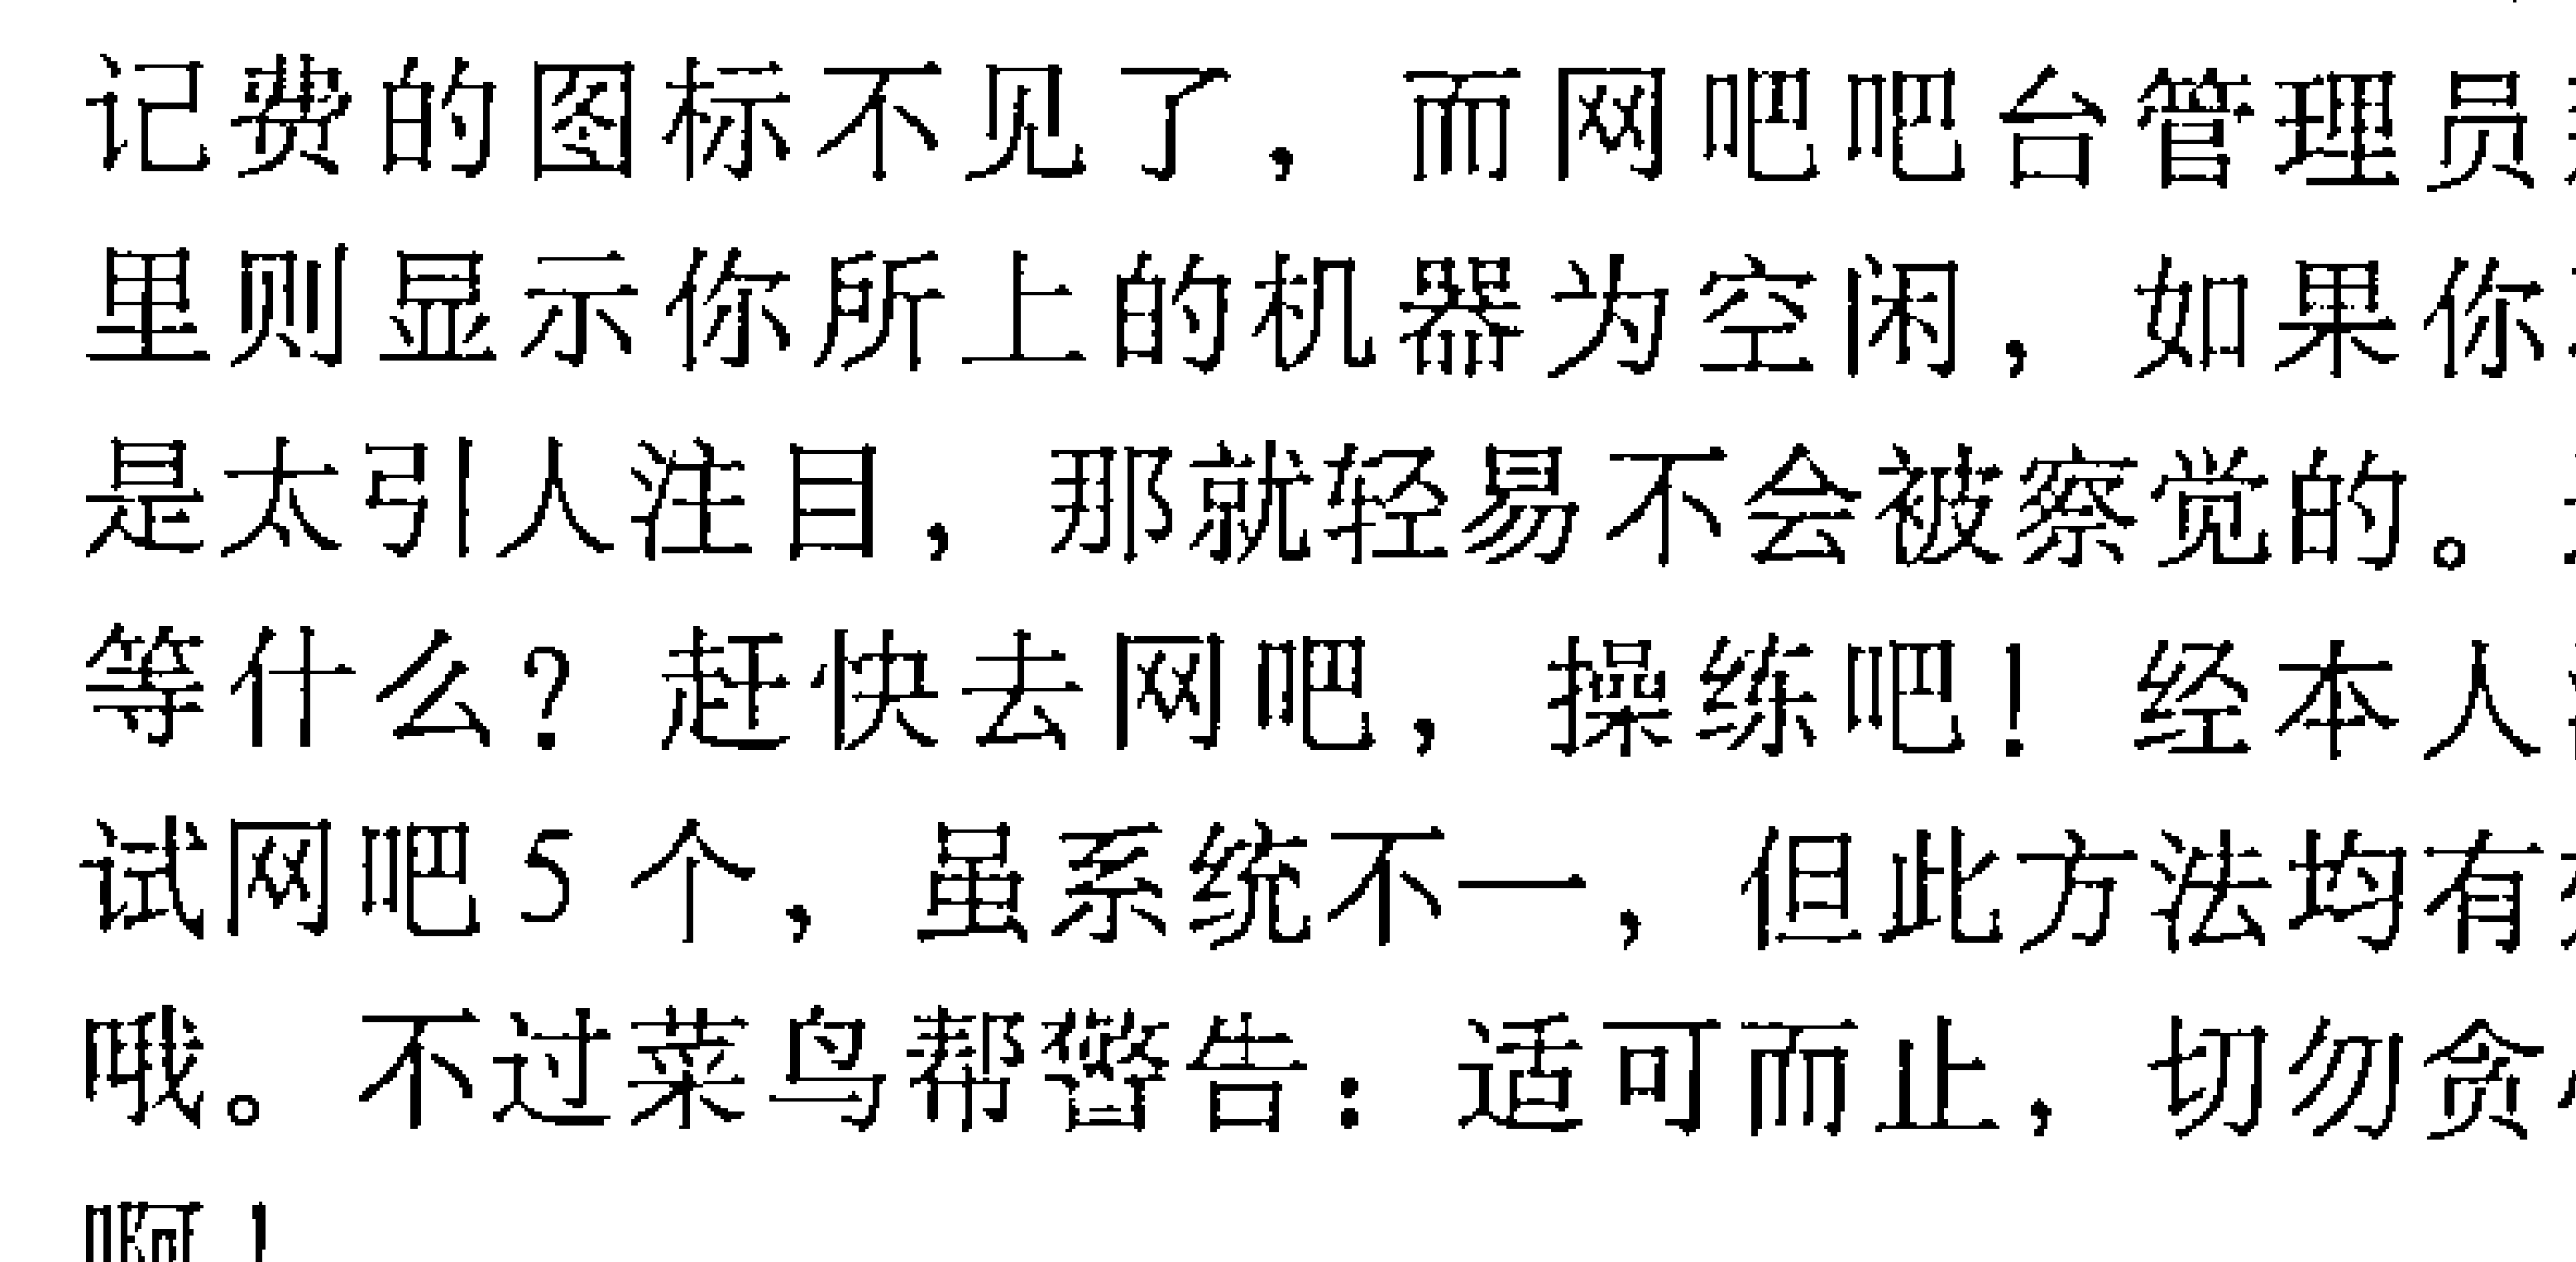 记费的图标不见了，而网吧吧台管理员
里则显示你所上的机器为空闲，如果你
是太引人注目，那就轻易不会被察觉的。
等什么？赶快去网吧，操练吧！经本人
试网吧5个，虽系统不一，但此方法均有
哦。不过菜鸟帮警告：适可而止，切勿贪
啊！